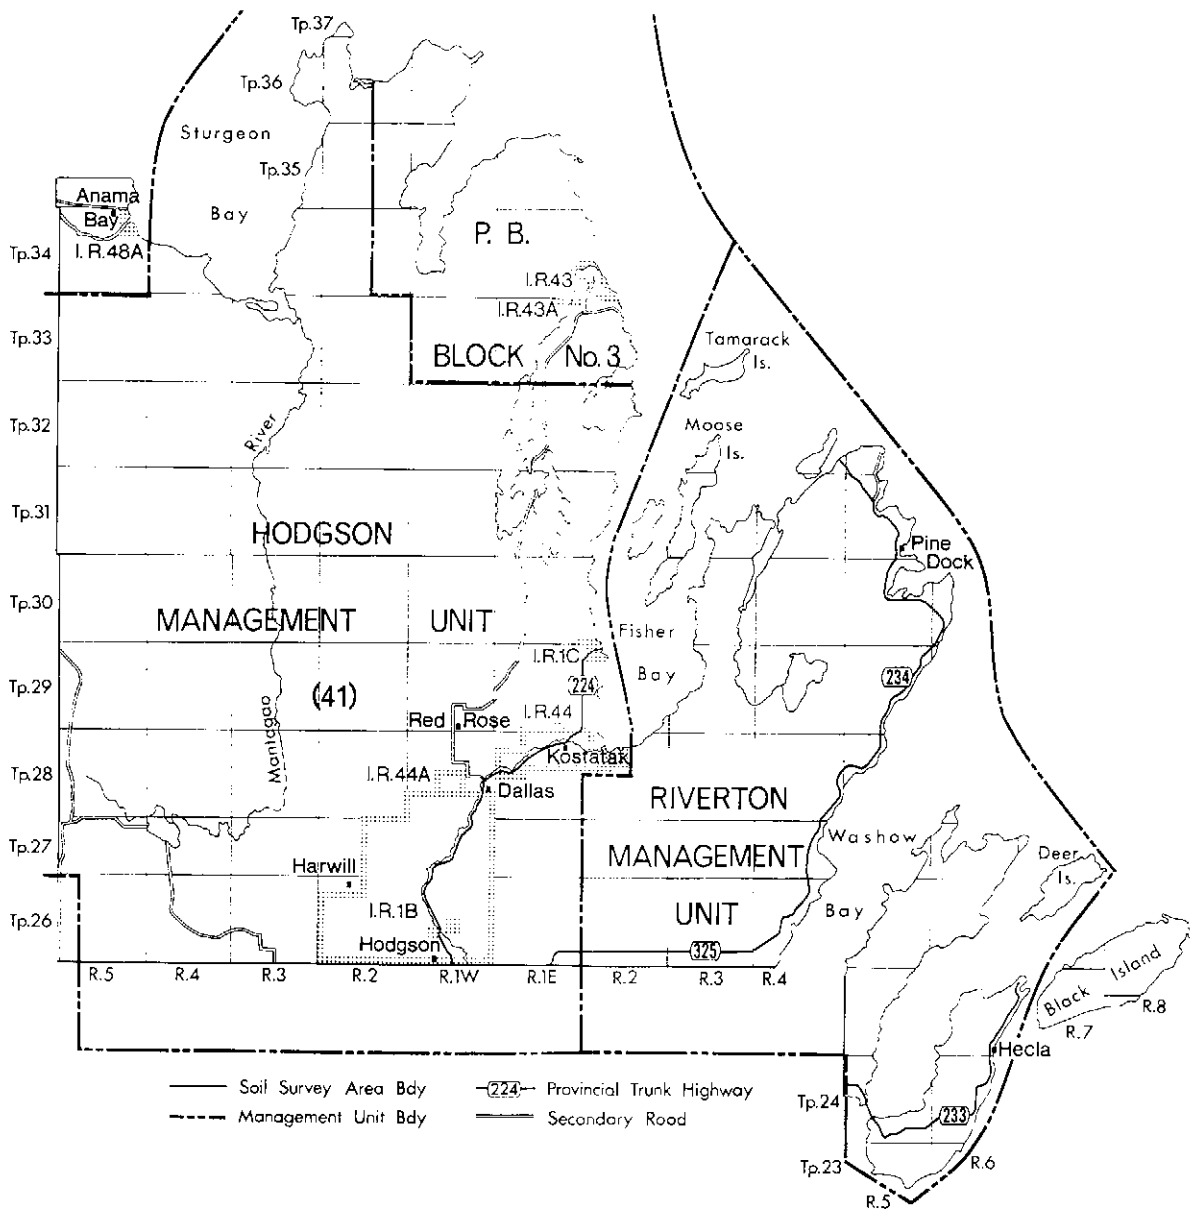 Tp.37
Tp.36
Sturgeon
Tp.35
Anama
Bay
Bay
P. B.
Tp.34
I.R.48A
I.R.43
I.R.43A
Tp.33
BLOCK No. 3
Tamarack
Is.
Tp.32
River
Moose
Is.
Tp.31
HODGSON
Pine
Dock
Tp.30
MANAGEMENT UNIT
Fisher
Bay
I.R.1C
Tp.29
(41)
224
234
Mantagao
Red Rose
I.R.44
Kostatak
Tp.28
I.R.44A
Dallas
RIVERTON
Tp.27
MANAGEMENT
Washow
Bay
Harwill
Deer
Is.
Tp.26
I.R.1B
UNIT
Hodgson
325
R.5 R.4 R.3 R.2 R.1W R.1E R.2 R.3 R.4
Black Island
R.8
R.7
Hecla
Soil Survey Area Bdy
224 Provincial Trunk Highway
Tp.24
Management Unit Bdy
Secondary Road
233
Tp.23
R.6
R.5